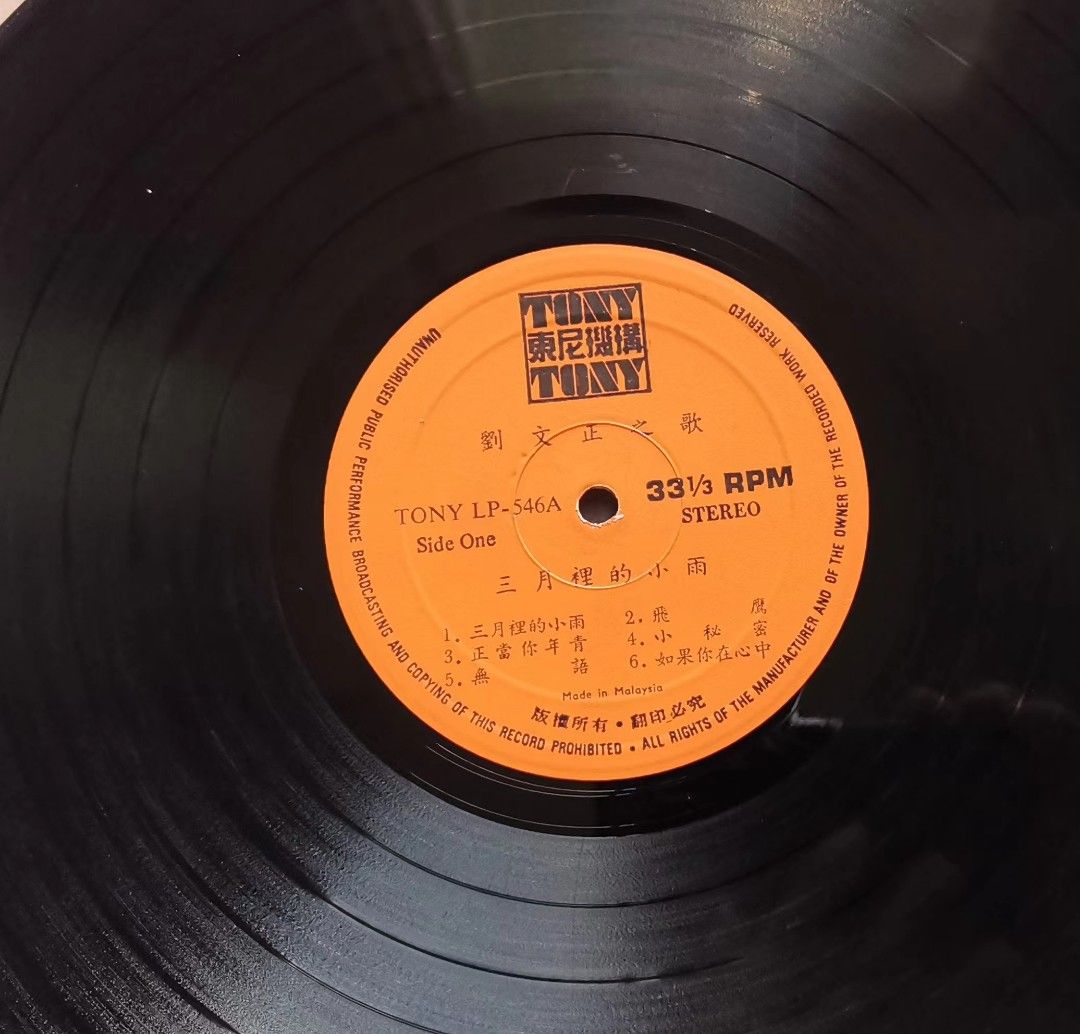 TONY
東尼機構
TONY
劉文正之歌
TONY LP-546A
Side One
33⅓ RPM
STEREO
三月裡的小雨
1. 三月裡的小雨
2. 飛鷹
3. 正當你年青
4. 小秘密
5. 無語
6. 如果你在心中
Made in Malaysia
版權所有・翻印必究
UNAUTHORISED PUBLIC PERFORMANCE BROADCASTING AND COPYING OF THIS RECORD PROHIBITED • ALL RIGHTS OF THE MANUFACTURER AND OF THE OWNER OF THE RECORDED WORK RESERVED